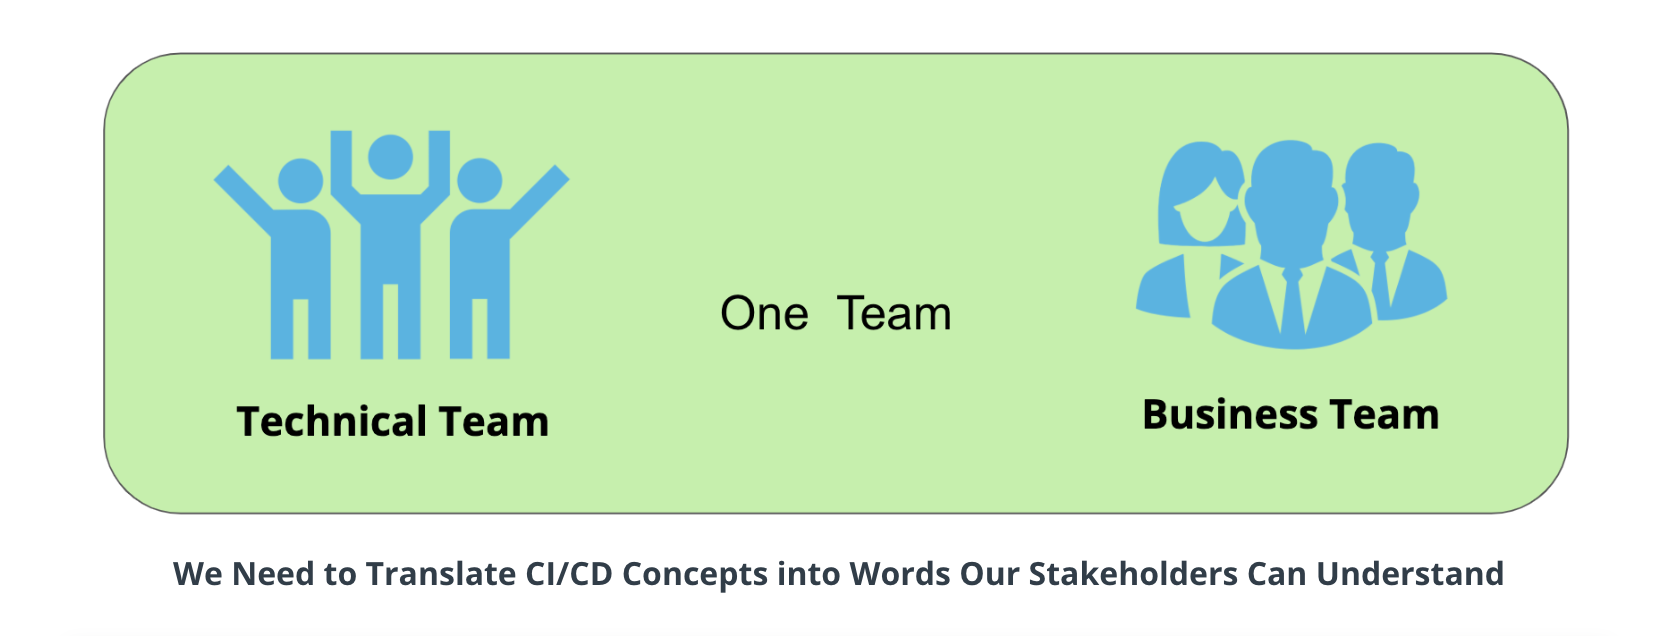 One Team
Technical Team
Business Team
We Need to Translate CI/CD Concepts into Words Our Stakeholders Can Understand